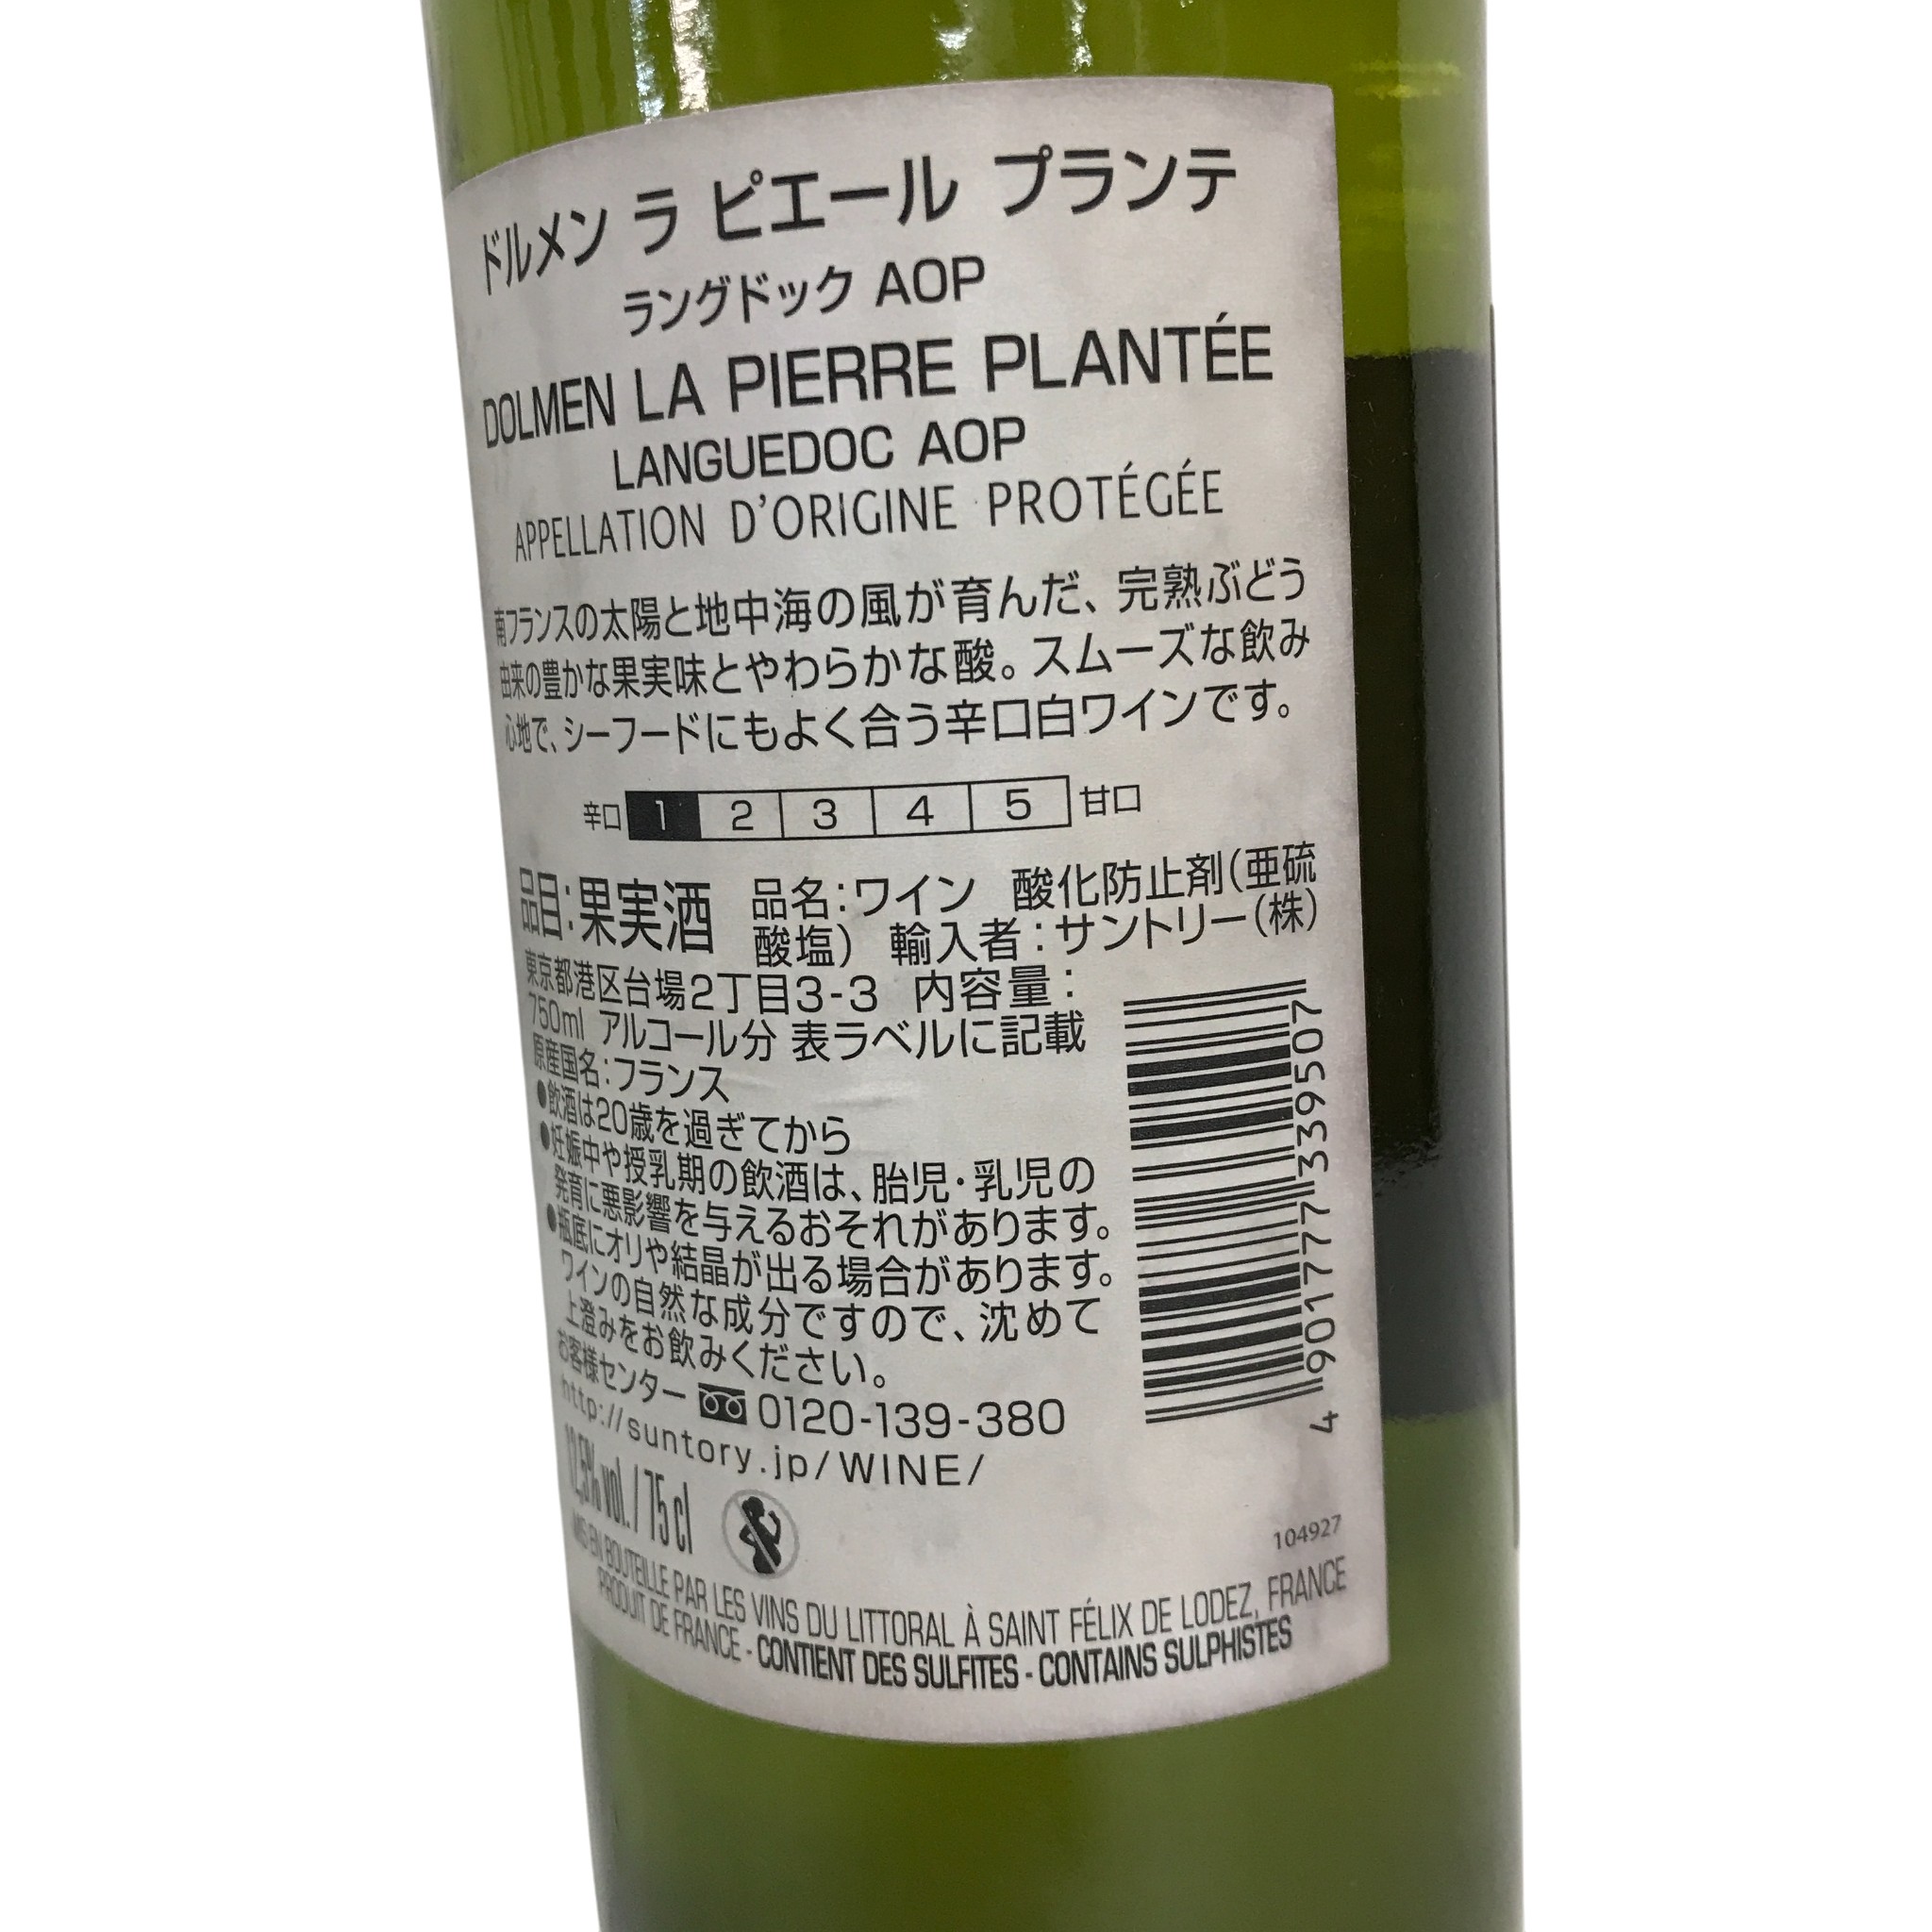 ドルメン ラ ピエール プランテ
ラングドック AOP
DOLMEN LA PIERRE PLANTÉE
LANGUEDOC AOP
APPELLATION D'ORIGINE PROTÉGÉE
南フランスの太陽と地中海の風が育んだ、完熟ぶどう
由来の豊かな果実味とやわらかな酸。スムーズな飲み
心地で、シーフードにもよく合う辛口白ワインです。
辛口 1 2 3 4 5 甘口
品目:果実酒 品名:ワイン 酸化防止剤(亜硫
酸塩) 輸入者:サントリー(株)
東京都港区台場2丁目3-3 内容量:
750ml アルコール分 表ラベルに記載
原産国名:フランス
●飲酒は20歳を過ぎてから
●妊娠中や授乳期の飲酒は、胎児・乳児の
発育に悪影響を与えるおそれがあります。
●瓶底にオリや結晶が出る場合があります。
ワインの自然な成分ですので、沈めて
上澄みをお飲みください。
お客様センター 0120-139-380
http://suntory.jp/WINE/
4 901777 339507
12,5% vol. / 75 cl
104927
MIS EN BOUTEILLE PAR LES VINS DU LITTORAL À SAINT FÉLIX DE LODEZ, FRANCE
PRODUIT DE FRANCE - CONTIENT DES SULFITES - CONTAINS SULPHISTES